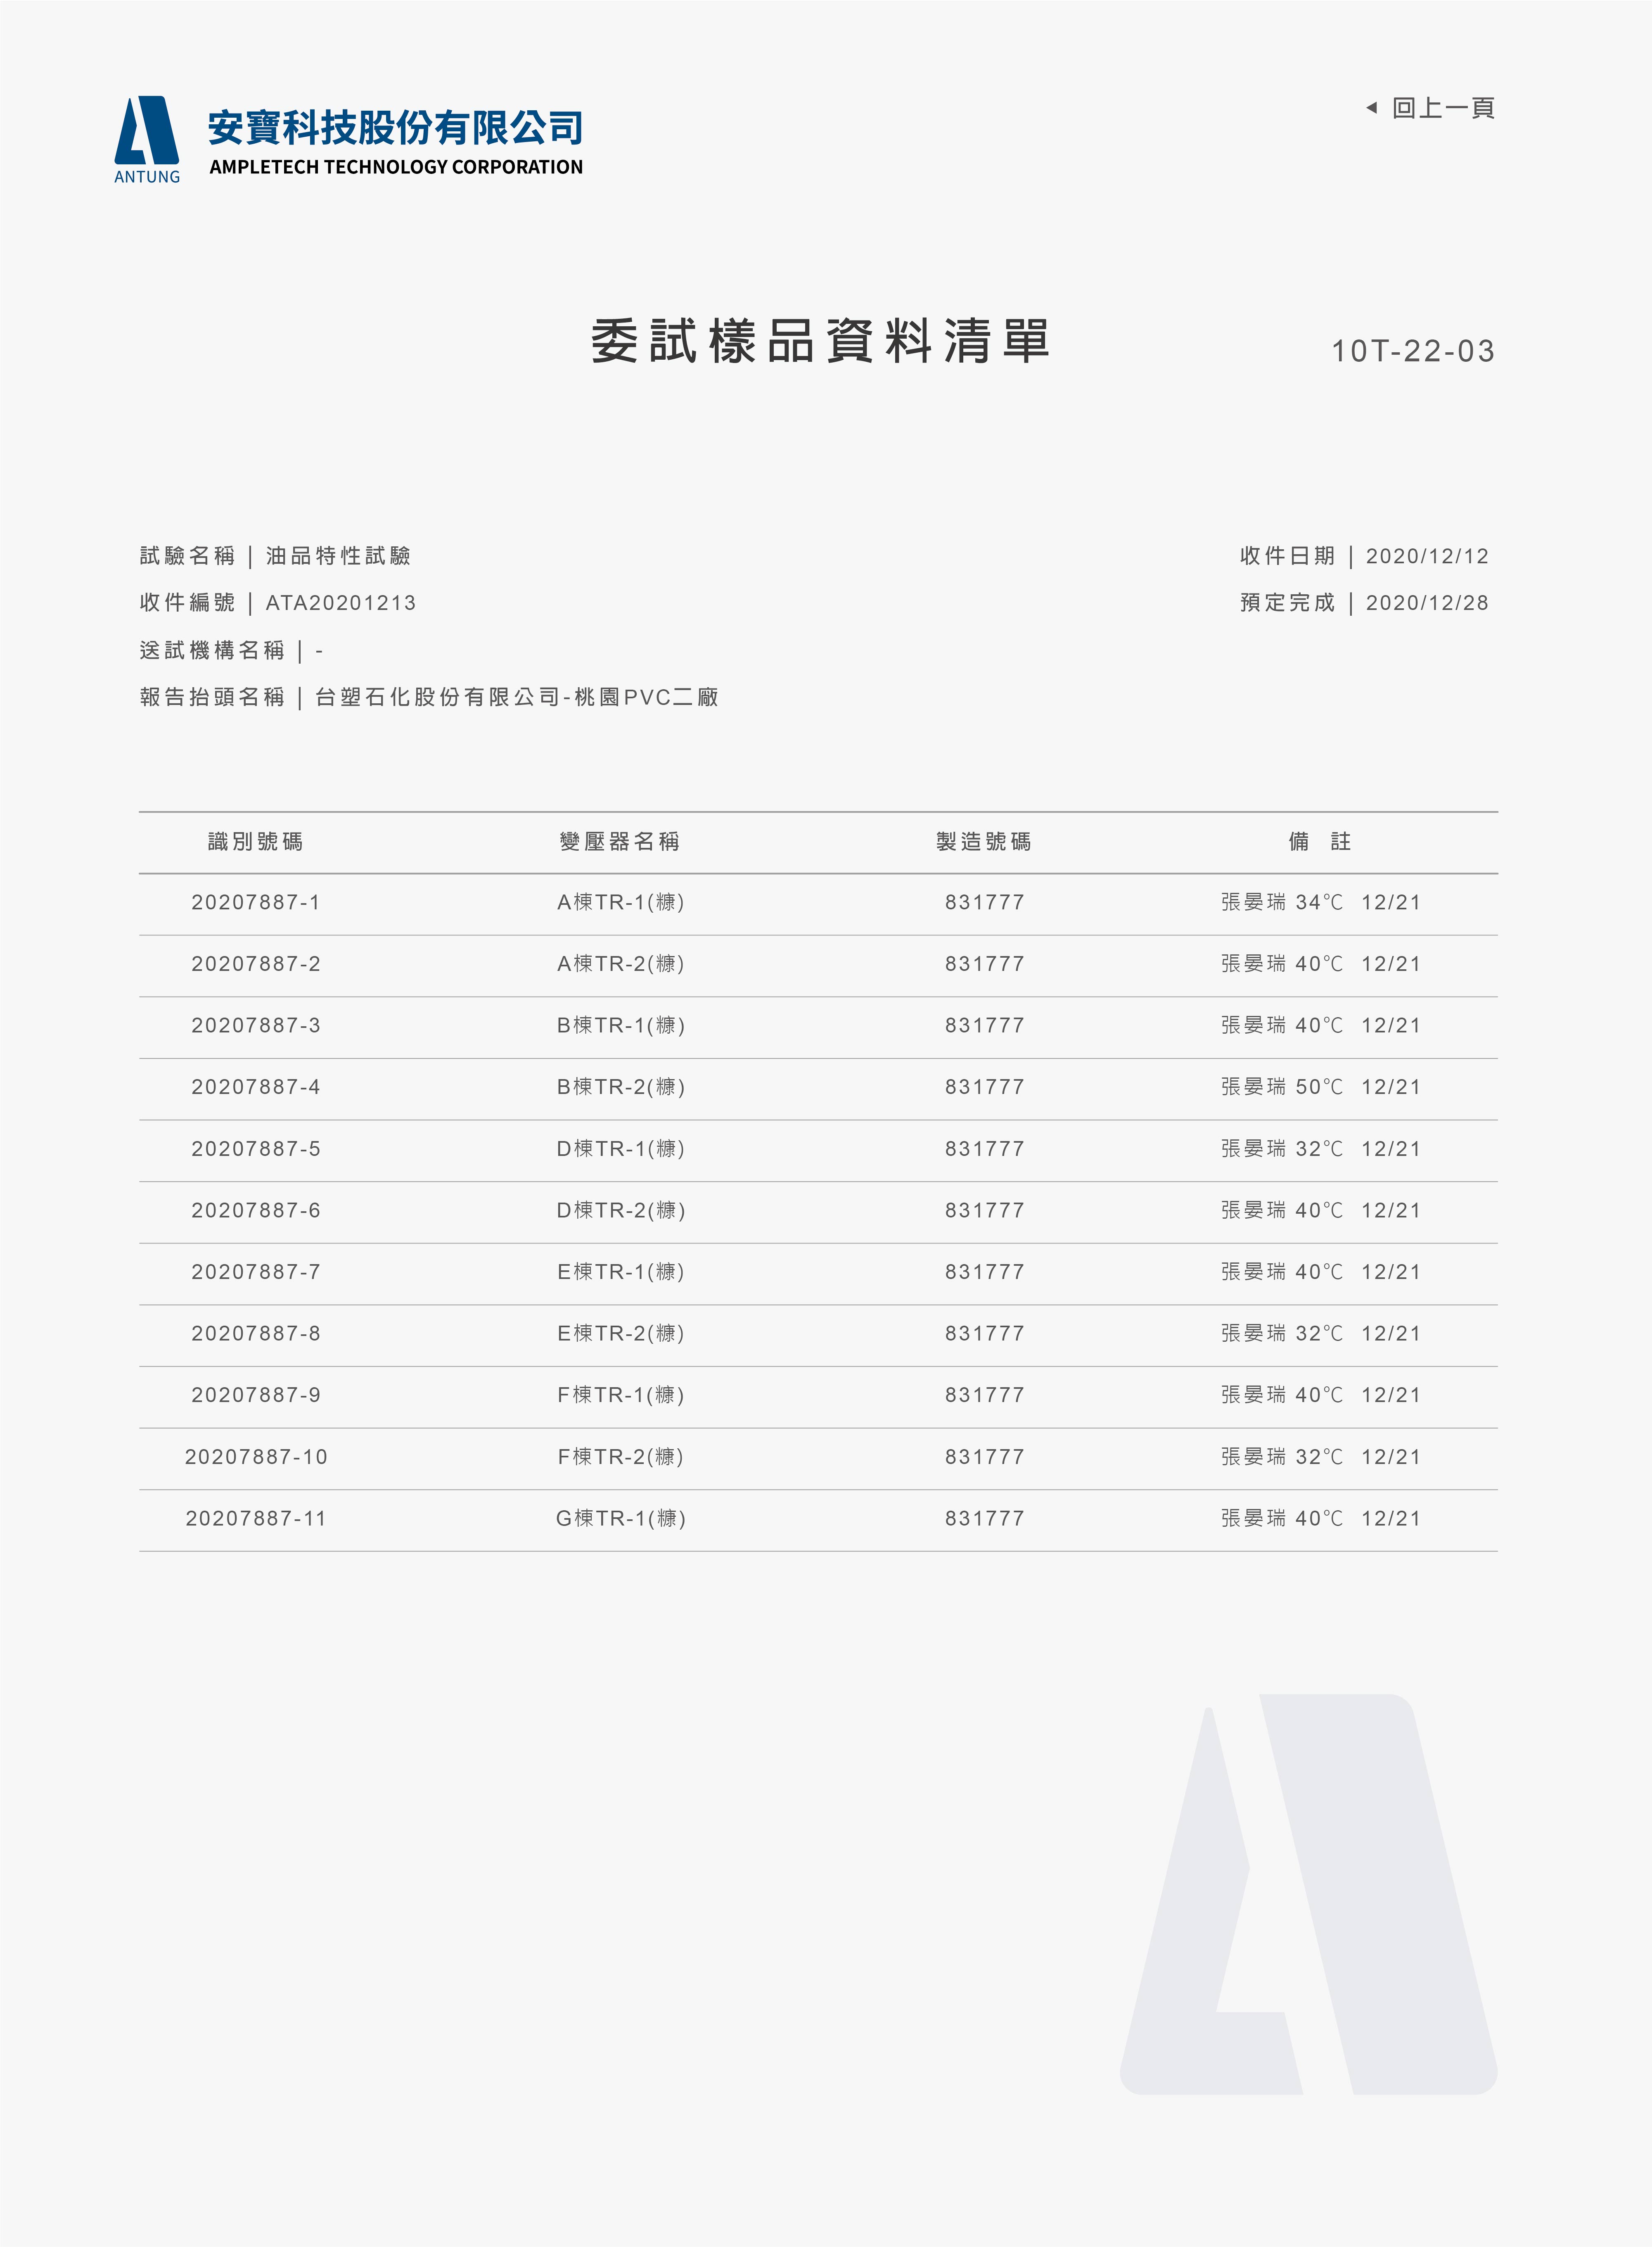 安寶科技股份有限公司
◀ 回上一頁
AMPLETECH TECHNOLOGY CORPORATION
ANTUNG
委試樣品資料清單
10T-22-03
試驗名稱｜油品特性試驗
收件日期｜2020/12/12
收件編號｜ATA20201213
預定完成｜2020/12/28
送試機構名稱｜-
報告抬頭名稱｜台塑石化股份有限公司-桃園PVC二廠
識別號碼 變壓器名稱 製造號碼 備 註
20207887-1 A棟TR-1(糠) 831777 張晏瑞 34℃ 12/21
20207887-2 A棟TR-2(糠) 831777 張晏瑞 40℃ 12/21
20207887-3 B棟TR-1(糠) 831777 張晏瑞 40℃ 12/21
20207887-4 B棟TR-2(糠) 831777 張晏瑞 50℃ 12/21
20207887-5 D棟TR-1(糠) 831777 張晏瑞 32℃ 12/21
20207887-6 D棟TR-2(糠) 831777 張晏瑞 40℃ 12/21
20207887-7 E棟TR-1(糠) 831777 張晏瑞 40℃ 12/21
20207887-8 E棟TR-2(糠) 831777 張晏瑞 32℃ 12/21
20207887-9 F棟TR-1(糠) 831777 張晏瑞 40℃ 12/21
20207887-10 F棟TR-2(糠) 831777 張晏瑞 32℃ 12/21
20207887-11 G棟TR-1(糠) 831777 張晏瑞 40℃ 12/21